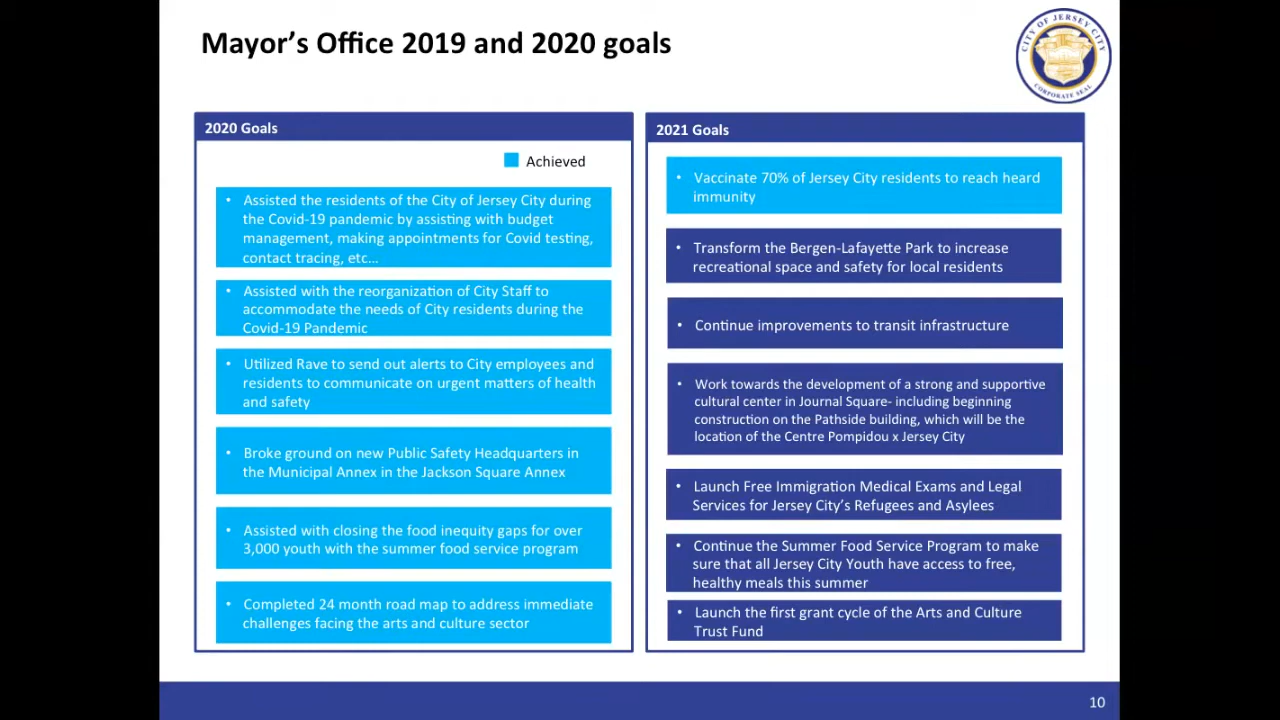 Mayor's Office 2019 and 2020 goals
CITY OF JERSEY CITY
CORPORATE SEAL
2020 Goals
Achieved
• Assisted the residents of the City of Jersey City during
the Covid-19 pandemic by assisting with budget
management, making appointments for Covid testing,
contact tracing, etc...
• Assisted with the reorganization of City Staff to
accommodate the needs of City residents during the
Covid-19 Pandemic
• Utilized Rave to send out alerts to City employees and
residents to communicate on urgent matters of health
and safety
• Broke ground on new Public Safety Headquarters in
the Municipal Annex in the Jackson Square Annex
• Assisted with closing the food inequity gaps for over
3,000 youth with the summer food service program
• Completed 24 month road map to address immediate
challenges facing the arts and culture sector
2021 Goals
• Vaccinate 70% of Jersey City residents to reach heard
immunity
• Transform the Bergen-Lafayette Park to increase
recreational space and safety for local residents
• Continue improvements to transit infrastructure
• Work towards the development of a strong and supportive
cultural center in Journal Square- including beginning
construction on the Pathside building, which will be the
location of the Centre Pompidou x Jersey City
• Launch Free Immigration Medical Exams and Legal
Services for Jersey City's Refugees and Asylees
• Continue the Summer Food Service Program to make
sure that all Jersey City Youth have access to free,
healthy meals this summer
• Launch the first grant cycle of the Arts and Culture
Trust Fund
10